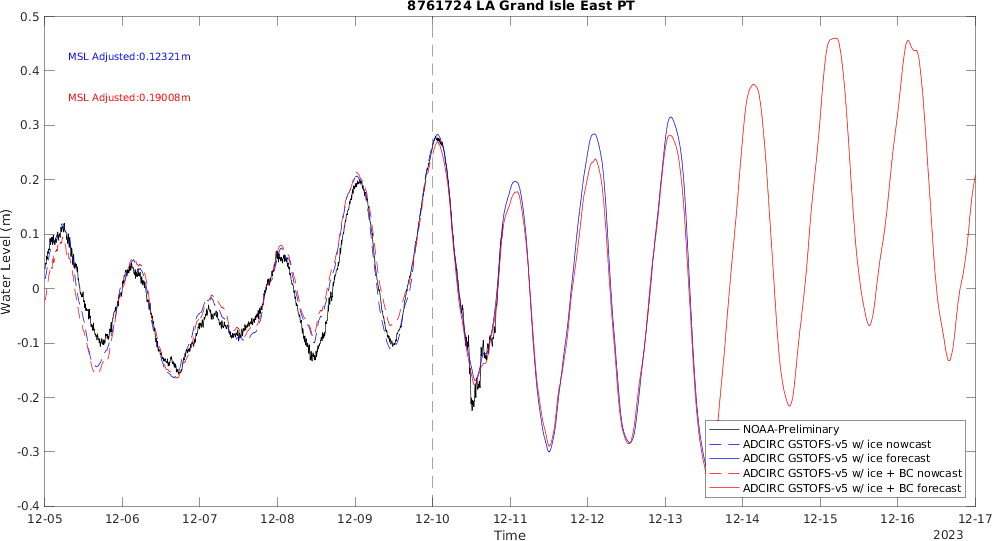 8761724 LA Grand Isle East PT
MSL Adjusted:0.12321m
MSL Adjusted:0.19008m
Water Level (m)
0.5
0.4
0.3
0.2
0.1
0
-0.1
-0.2
-0.3
-0.4
NOAA-Preliminary
ADCIRC GSTOFS-v5 w/ ice nowcast
ADCIRC GSTOFS-v5 w/ ice forecast
ADCIRC GSTOFS-v5 w/ ice + BC nowcast
ADCIRC GSTOFS-v5 w/ ice + BC forecast
12-05 12-06 12-07 12-08 12-09 12-10 12-11 12-12 12-13 12-14 12-15 12-16 12-17
Time
2023